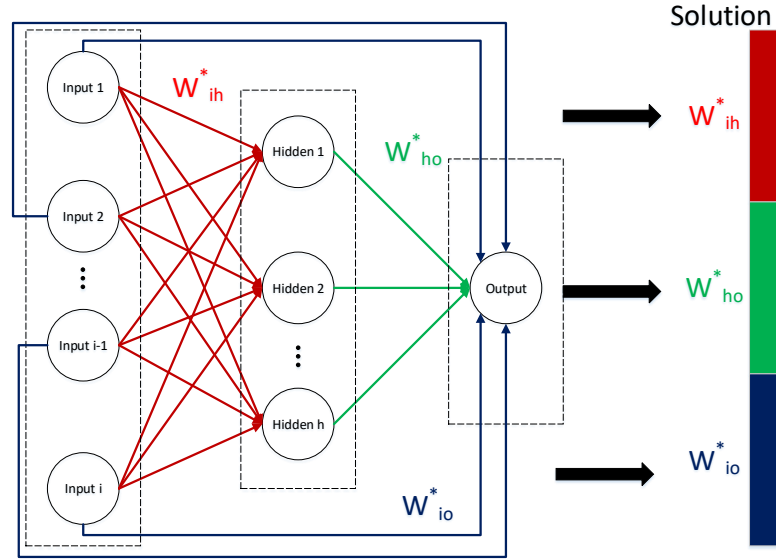 Solution
Input 1
W*ih
Hidden 1
W*ho
W*ih
Input 2
Hidden 2
Output
W*ho
Input i-1
Hidden h
Input i
W*io
W*io